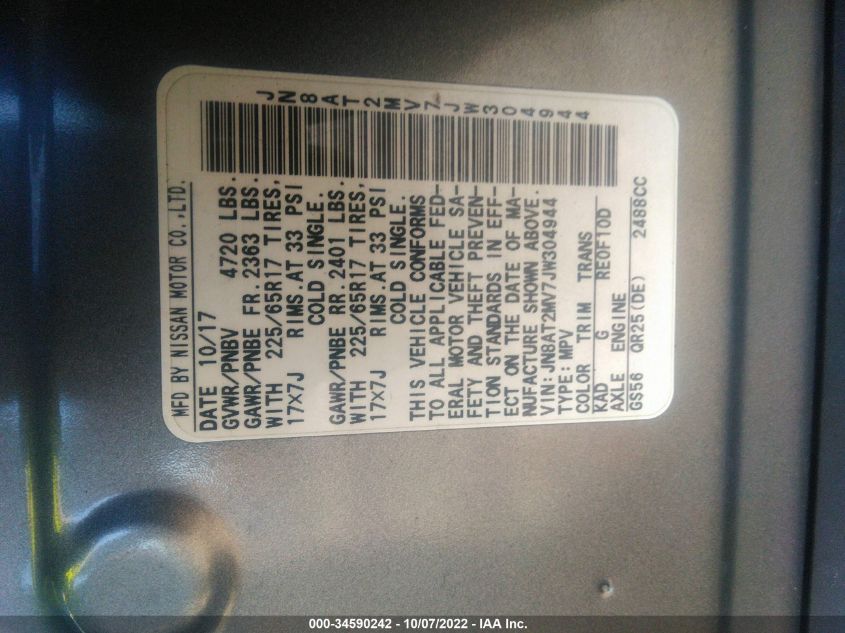 JN8AT2MV7JW304944
MFD BY NISSAN MOTOR CO.,LTD.
DATE 10/17
GVWR/PNBV 4720 LBS.
GAWR/PNBE FR. 2363 LBS.
WITH 225/65R17 TIRES,
17X7J RIMS.AT 33 PSI
COLD SINGLE.
GAWR/PNBE RR. 2401 LBS.
WITH 225/65R17 TIRES,
17X7J RIMS.AT 33 PSI
COLD SINGLE.
THIS VEHICLE CONFORMS
TO ALL APPLICABLE FED-
ERAL MOTOR VEHICLE SA-
FETY AND THEFT PREVEN-
TION STANDARDS IN EFF-
ECT ON THE DATE OF MA-
NUFACTURE SHOWN ABOVE.
VIN: JN8AT2MV7JW304944
TYPE: MPV
COLOR TRIM TRANS
KAD G RE0F10D
AXLE ENGINE
GS56 QR25(DE) 2488CC
000-34590242 - 10/07/2022 - IAA Inc.